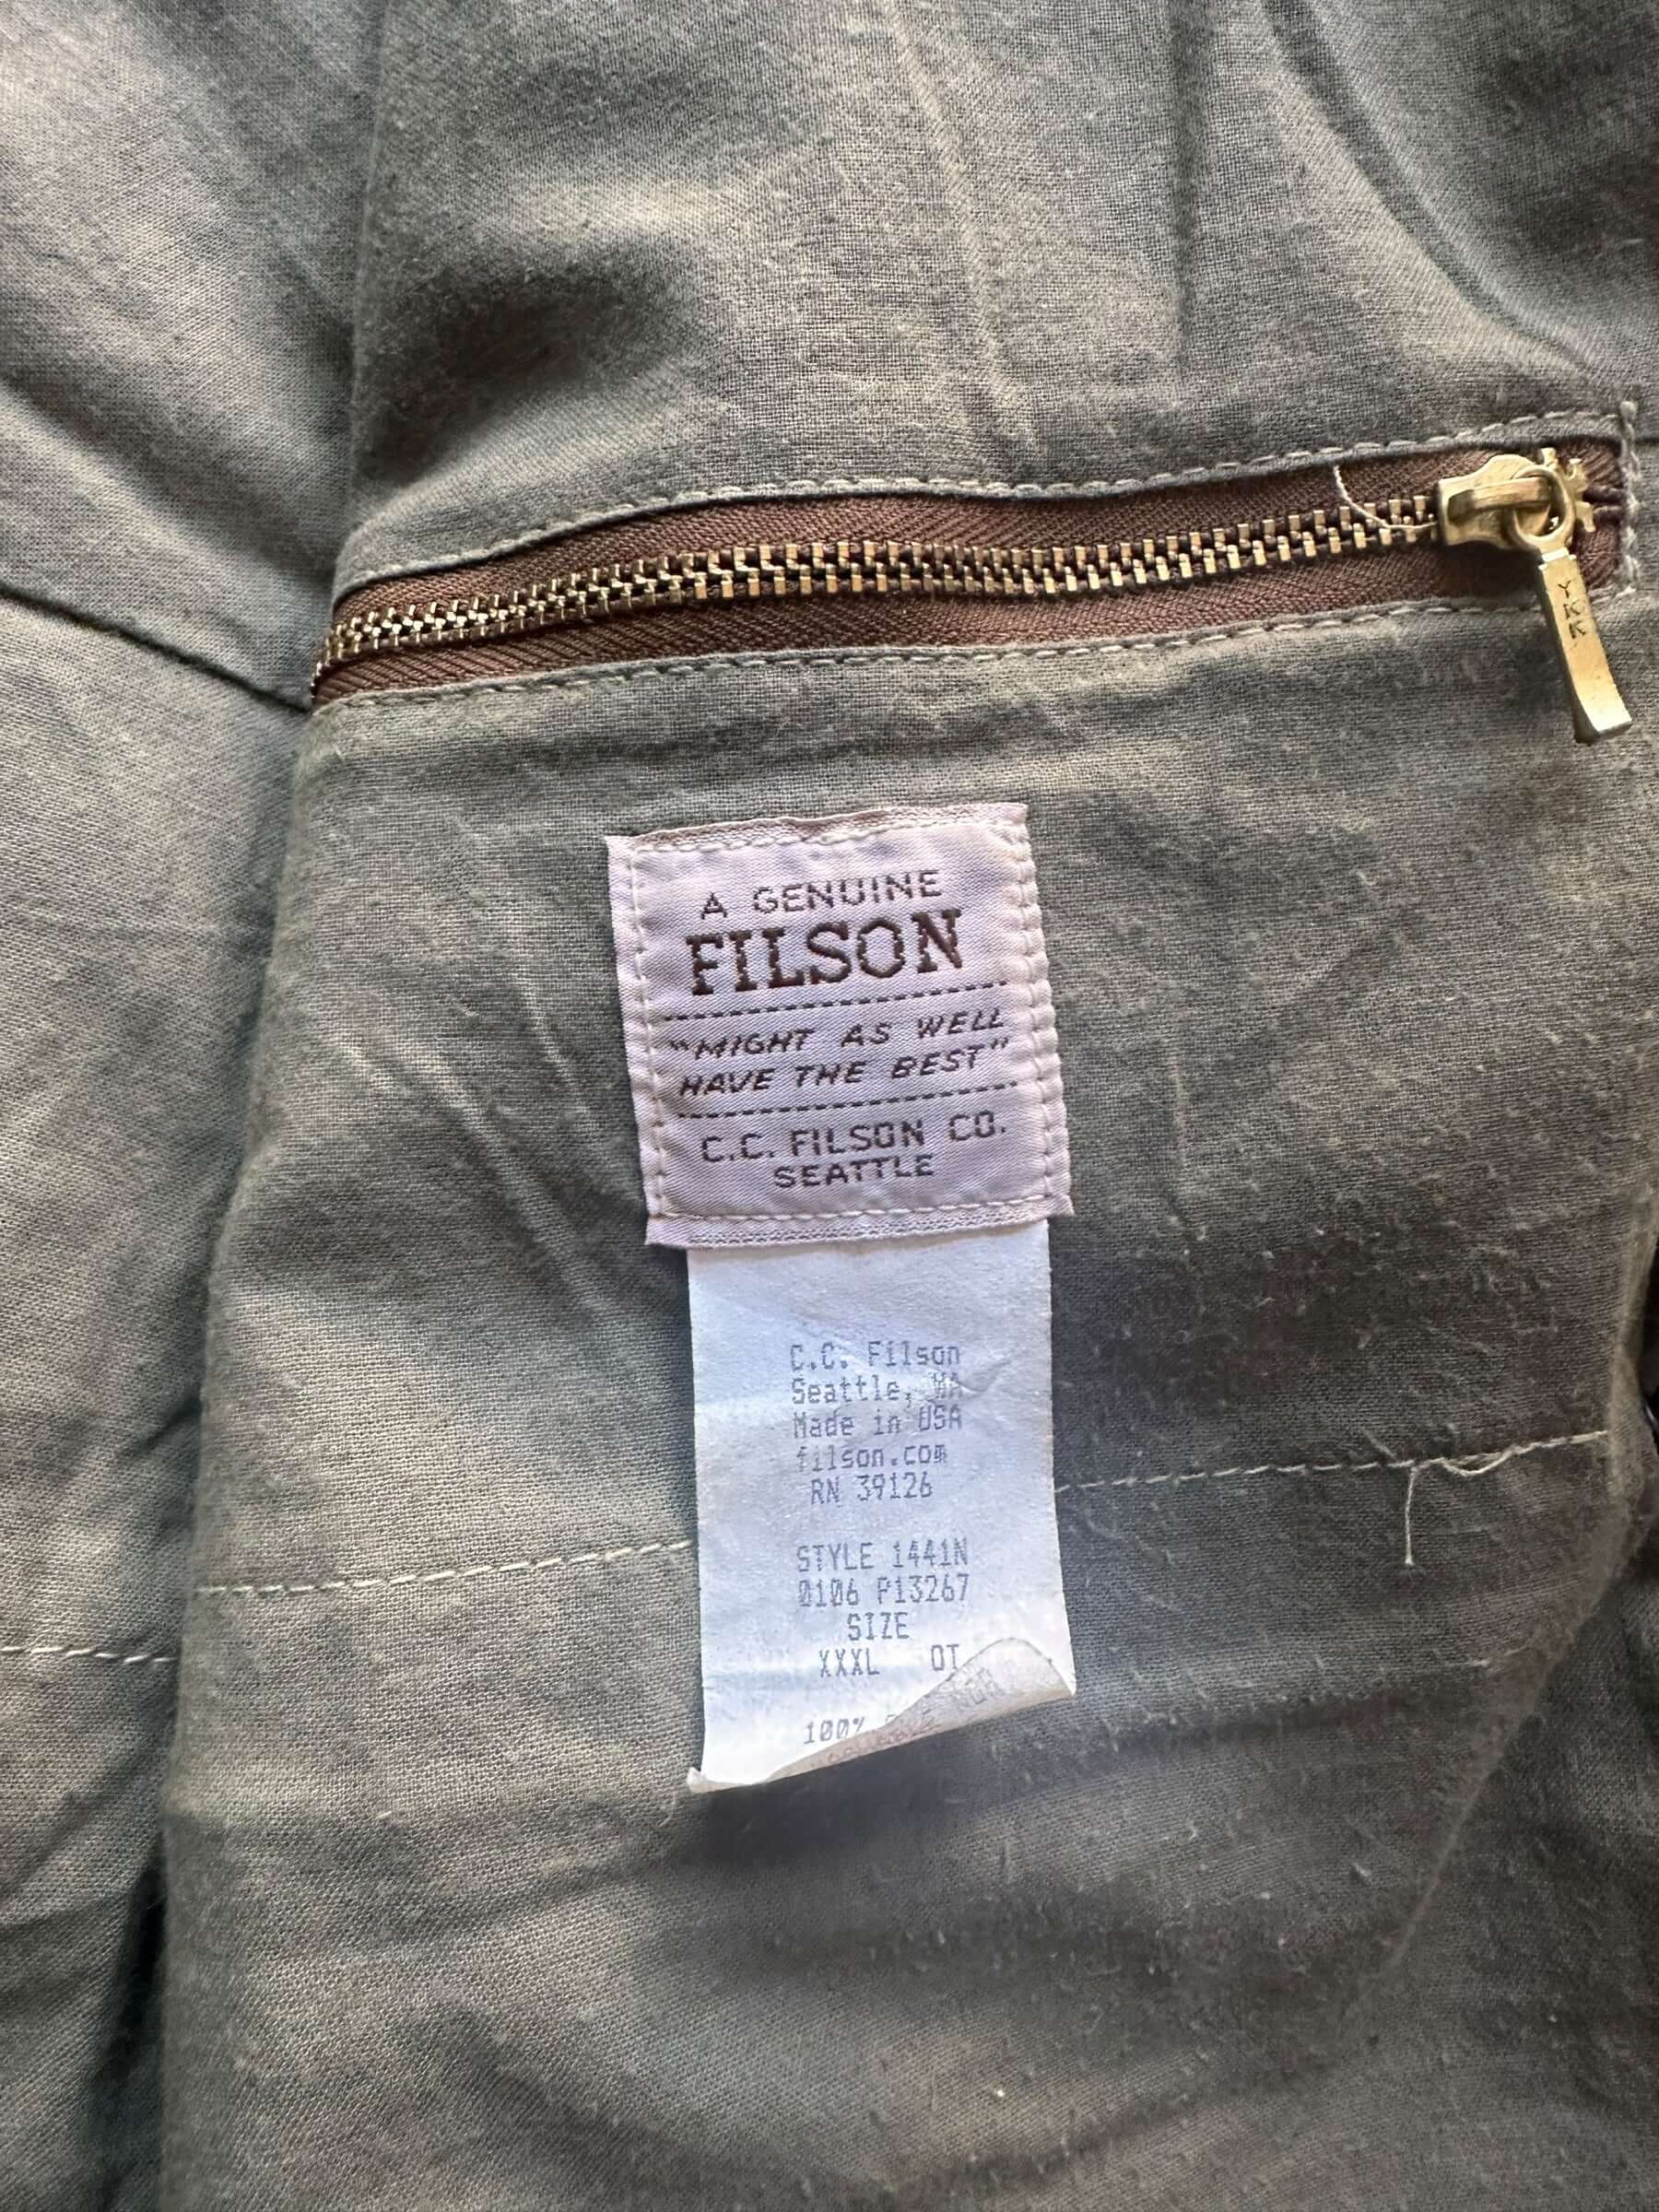 YKK
A GENUINE
FILSON
"MIGHT AS WELL
HAVE THE BEST"
C.C. FILSON CO.
SEATTLE
C.C. Filson
Seattle, WA
Made in USA
filson.com
RN 39126
STYLE 1441N
0106 P13267
SIZE
XXXL OT
100%